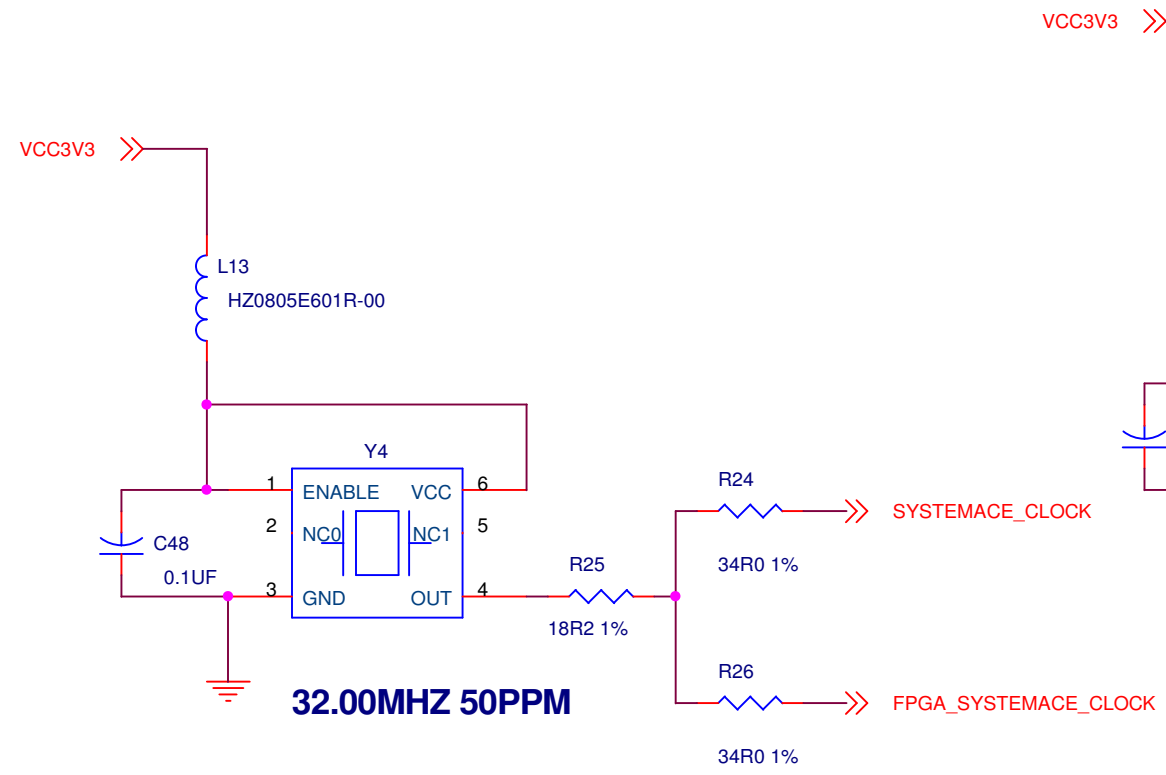 VCC3V3
VCC3V3
L13
HZ0805E601R-00
Y4
1 ENABLE VCC 6
2 NC0 NC1 5
3 GND OUT 4
C48
0.1UF
R25
18R2 1%
R24
34R0 1%
SYSTEMACE_CLOCK
R26
34R0 1%
FPGA_SYSTEMACE_CLOCK
32.00MHZ 50PPM